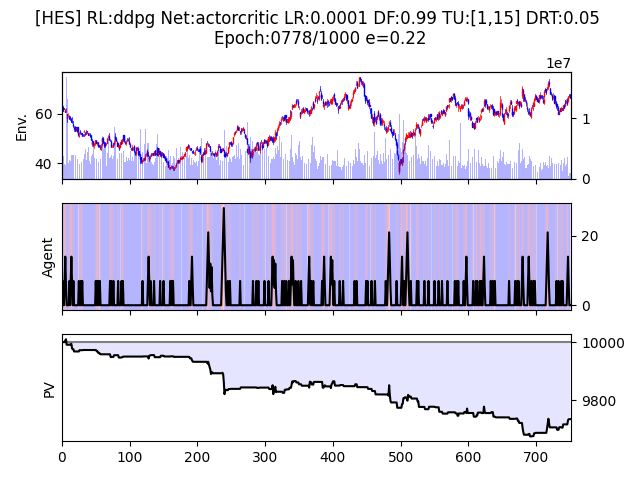 [HES] RL:ddpg Net:actorcritic LR:0.0001 DF:0.99 TU:[1,15] DRT:0.05
Epoch:0778/1000 e=0.22
1e7
Env.
60
40
1
0
Agent
20
0
PV
10000
9800
0 100 200 300 400 500 600 700